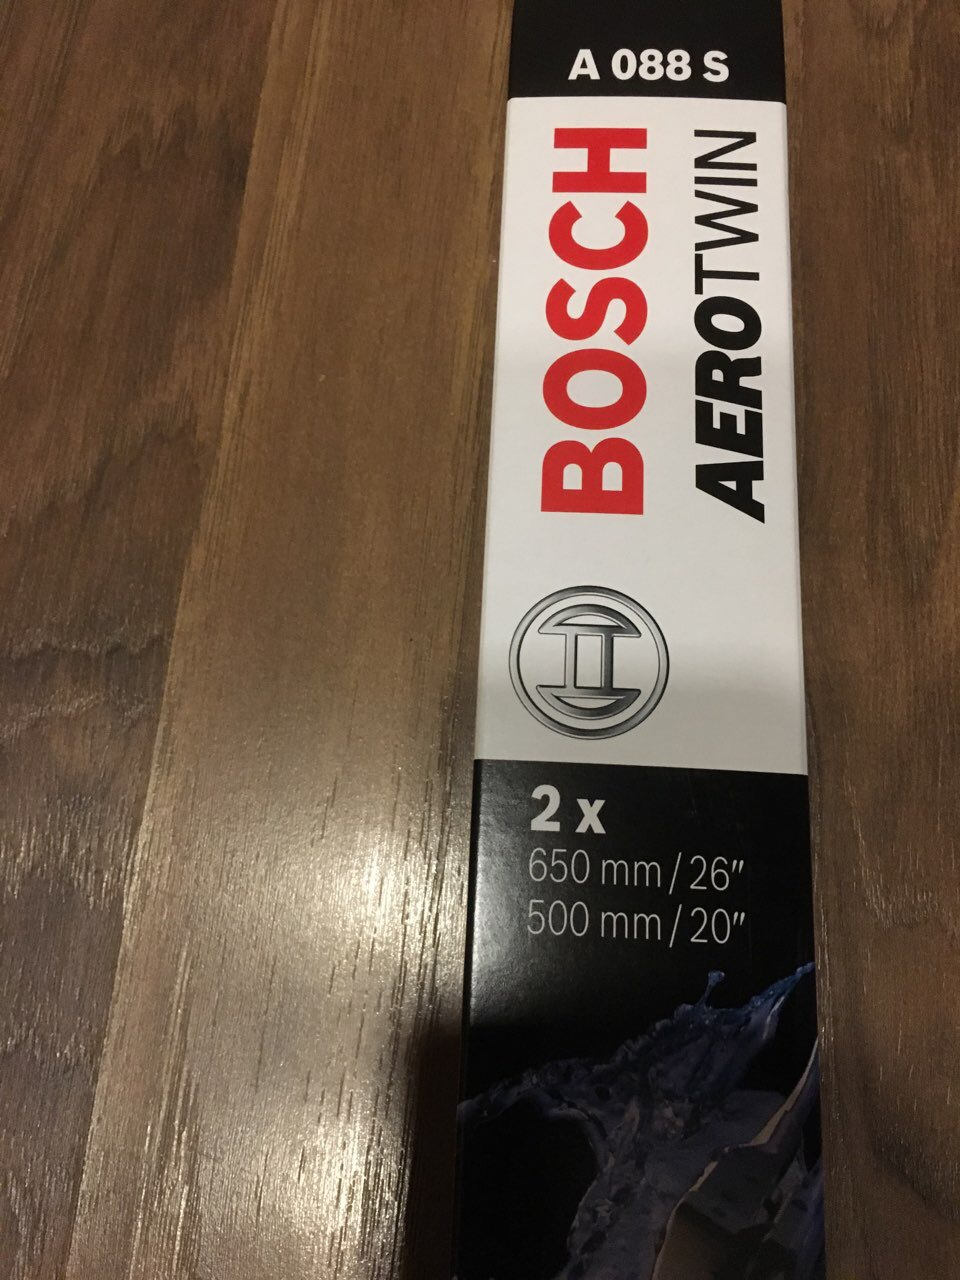 A 088 S
BOSCH
AEROTWIN
2 x
650 mm / 26"
500 mm / 20"